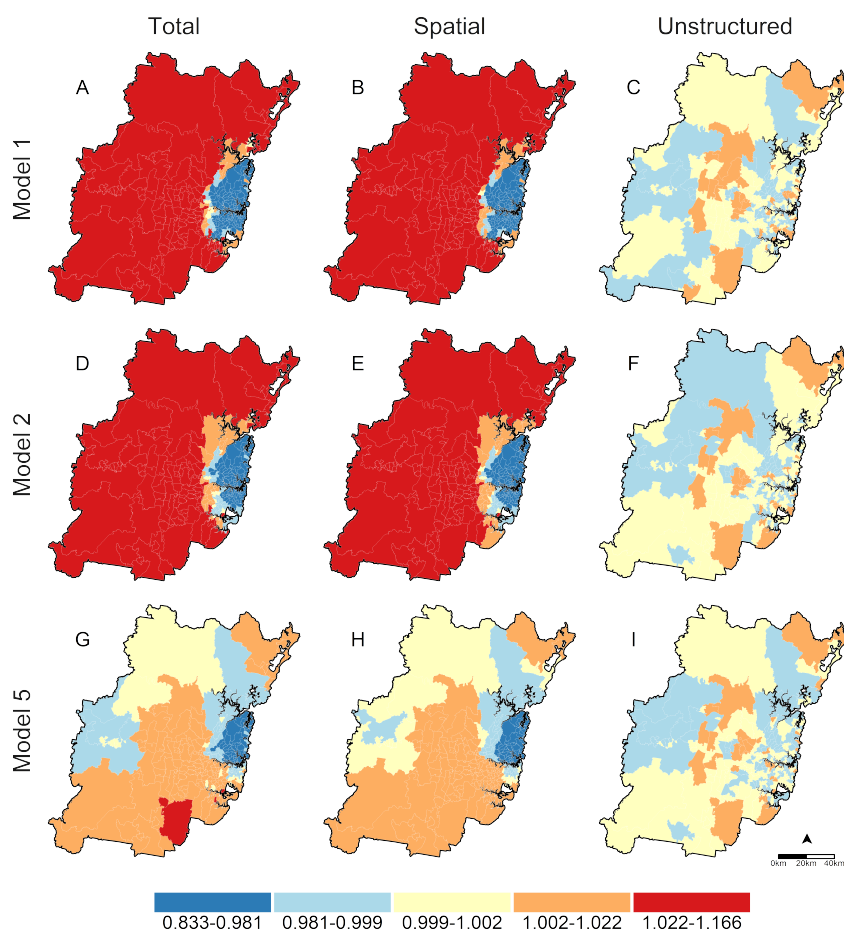 Total Spatial Unstructured
Model 1
A B C
Model 2
D E F
Model 5
G H I
0km 20km 40km
0.833-0.981 0.981-0.999 0.999-1.002 1.002-1.022 1.022-1.166